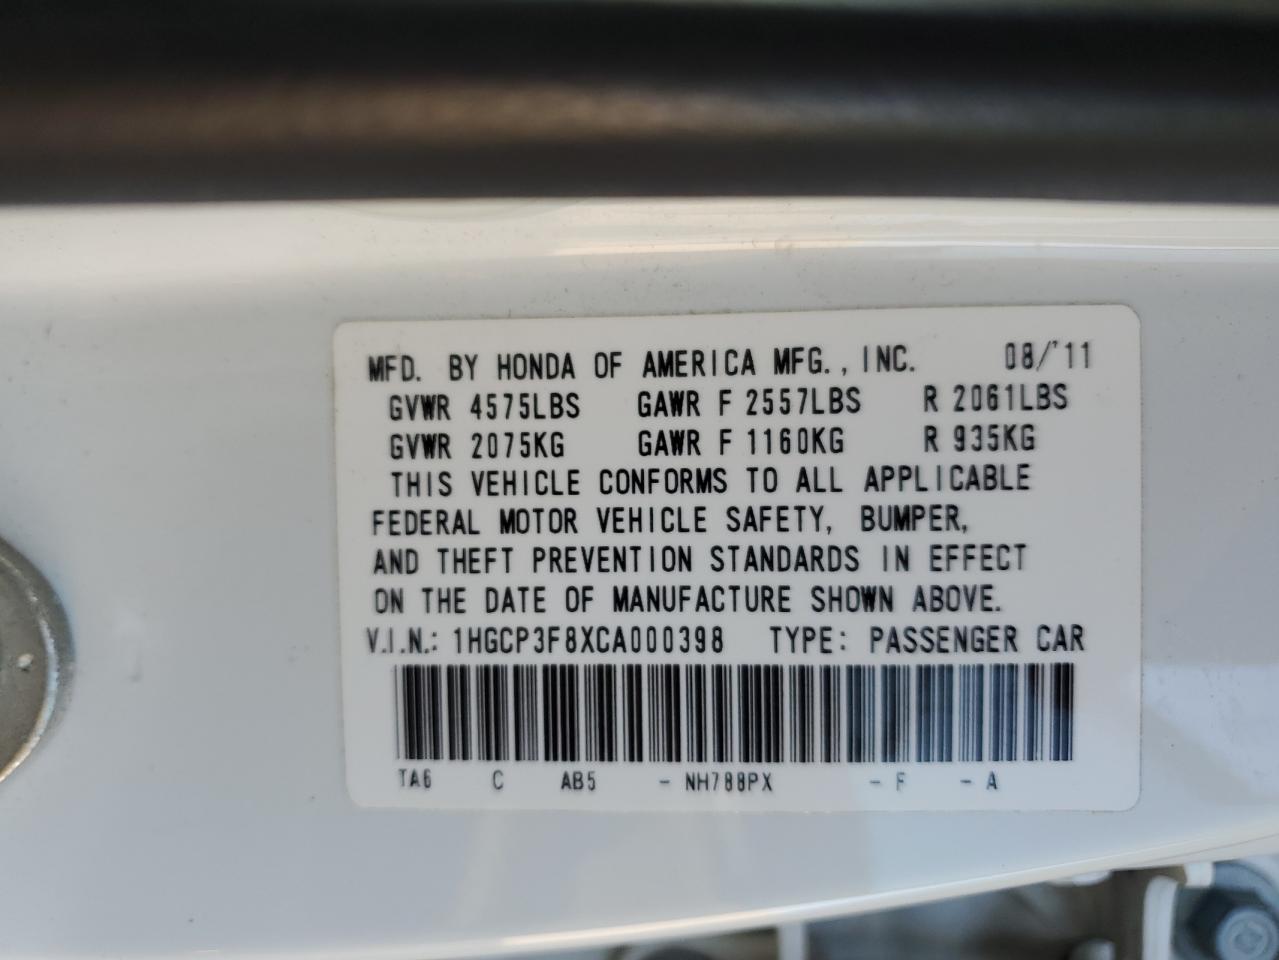 MFD. BY HONDA OF AMERICA MFG., INC. 08/'11
GVWR 4575LBS GAWR F 2557LBS R 2061LBS
GVWR 2075KG GAWR F 1160KG R 935KG
THIS VEHICLE CONFORMS TO ALL APPLICABLE
FEDERAL MOTOR VEHICLE SAFETY, BUMPER,
AND THEFT PREVENTION STANDARDS IN EFFECT
ON THE DATE OF MANUFACTURE SHOWN ABOVE.
V.I.N.: 1HGCP3F8XCA000398 TYPE: PASSENGER CAR
TA6 C AB5 - NH788PX - F - A